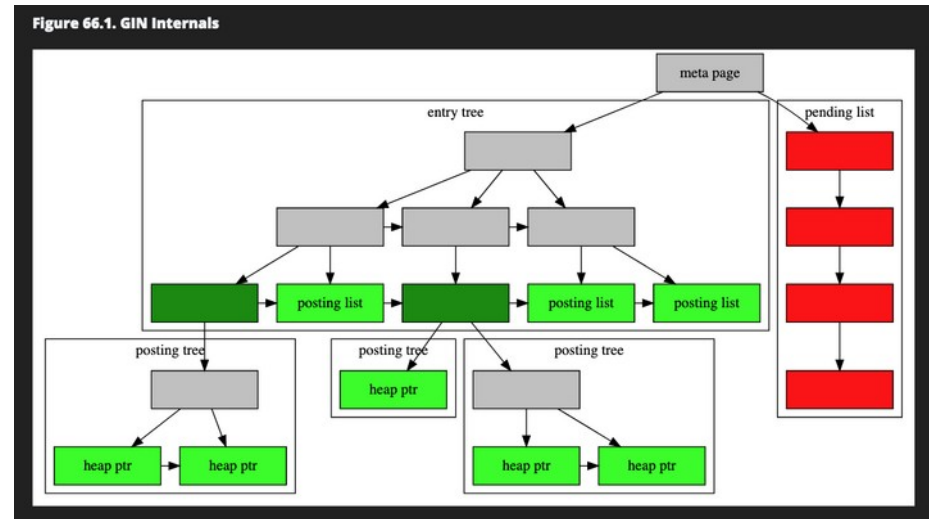 Figure 66.1. GIN Internals
meta page
entry tree
pending list
posting list
posting list
posting list
posting tree
posting tree
posting tree
heap ptr
heap ptr
heap ptr
heap ptr
heap ptr